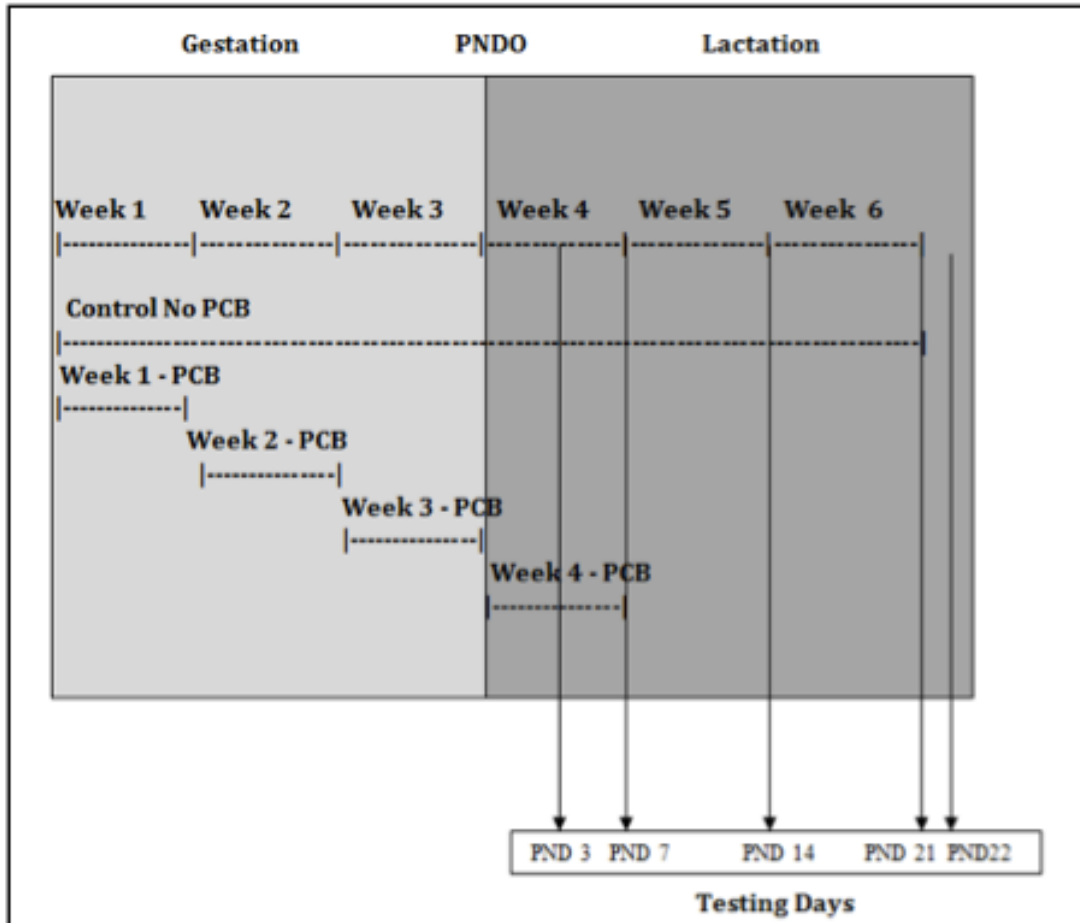 Gestation PNDO Lactation
Week 1 Week 2 Week 3 Week 4 Week 5 Week 6
Control No PCB
Week 1 - PCB
Week 2 - PCB
Week 3 - PCB
Week 4 - PCB
PND 3 PND 7 PND 14 PND 21 PND22
Testing Days